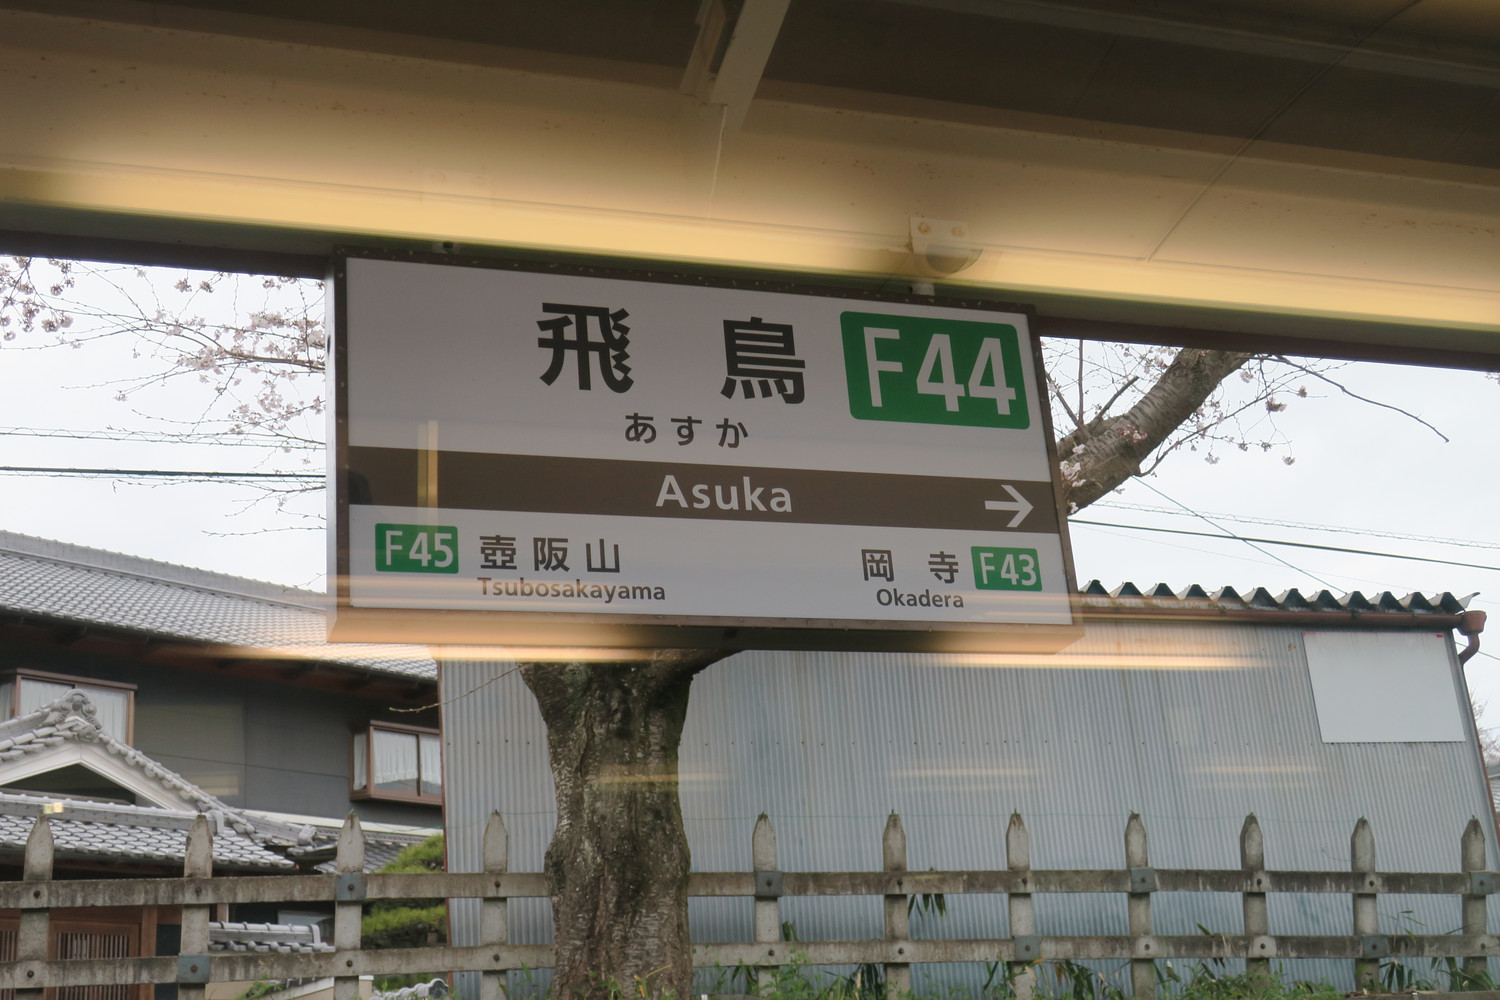 飛鳥 F44
あすか
Asuka →
F45 壺阪山 岡寺 F43
Tsubosakayama Okadera